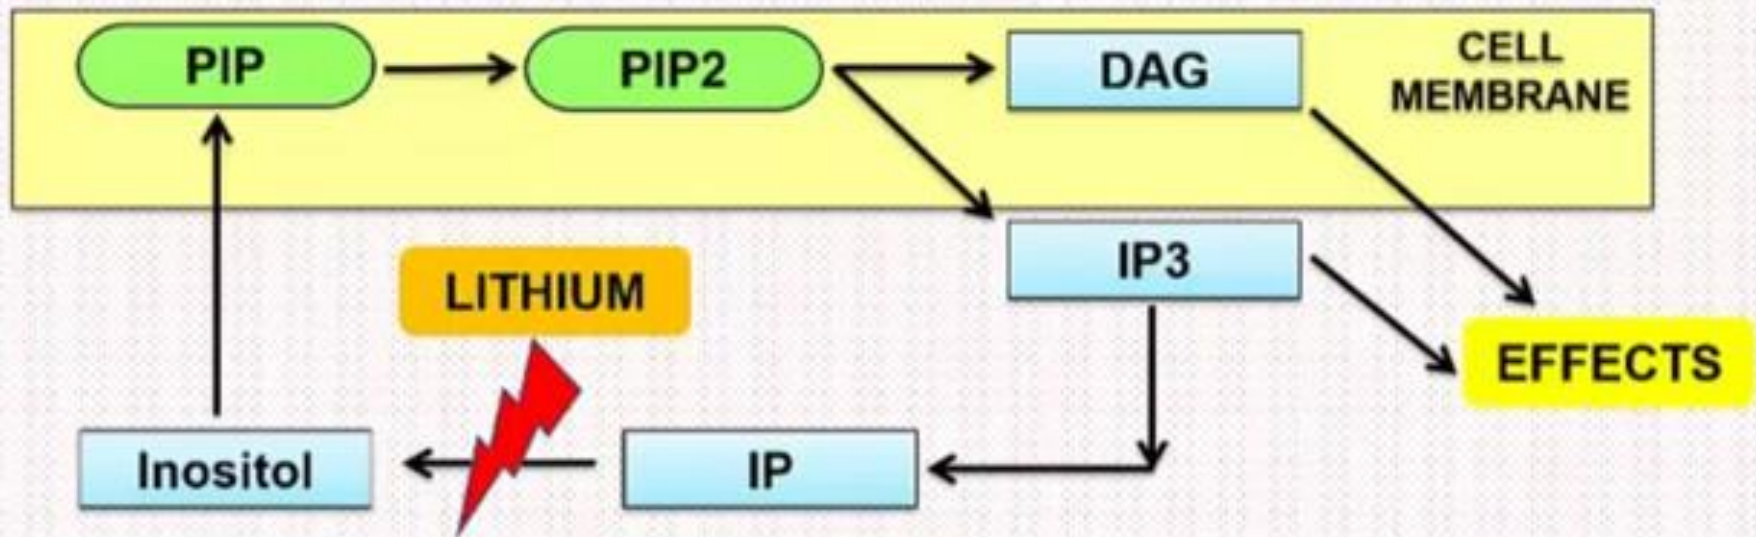 PIP
PIP2
DAG
CELL
MEMBRANE
IP3
LITHIUM
EFFECTS
Inositol
IP